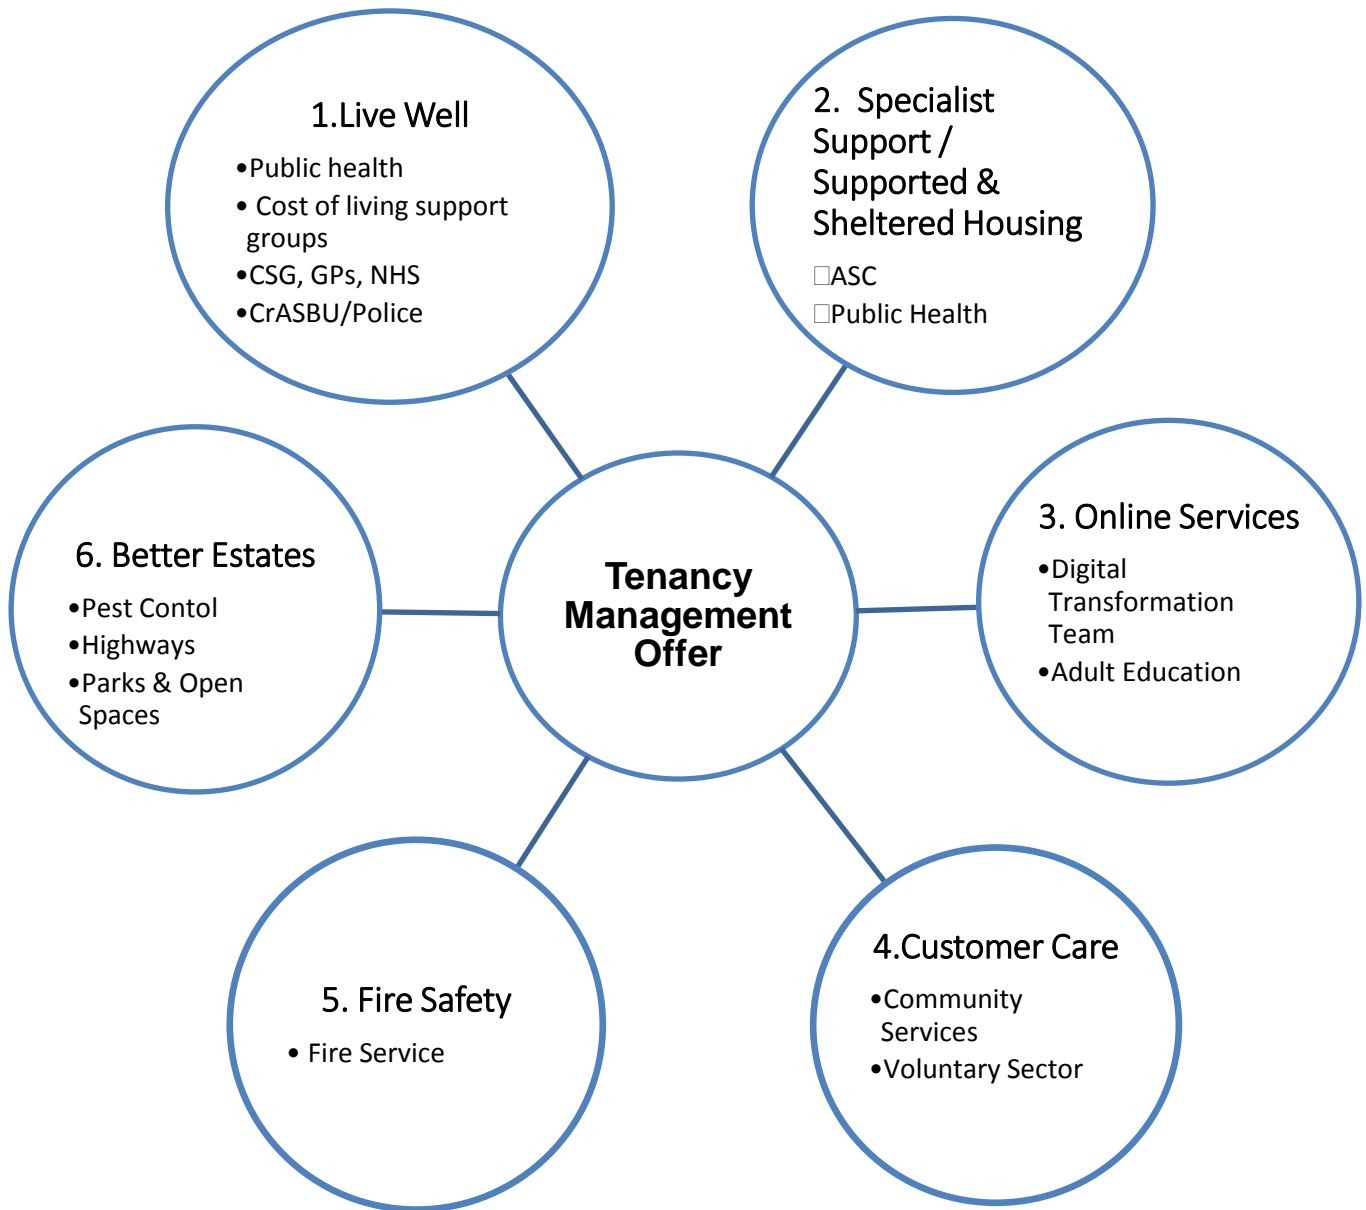 1.Live Well
•Public health
• Cost of living support
groups
•CSG, GPs, NHS
•CrASBU/Police
2. Specialist
Support /
Supported &
Sheltered Housing
□ASC
□Public Health
3. Online Services
•Digital
Transformation
Team
•Adult Education
Tenancy
Management
Offer
4.Customer Care
•Community
Services
•Voluntary Sector
5. Fire Safety
• Fire Service
6. Better Estates
•Pest Contol
•Highways
•Parks & Open
Spaces